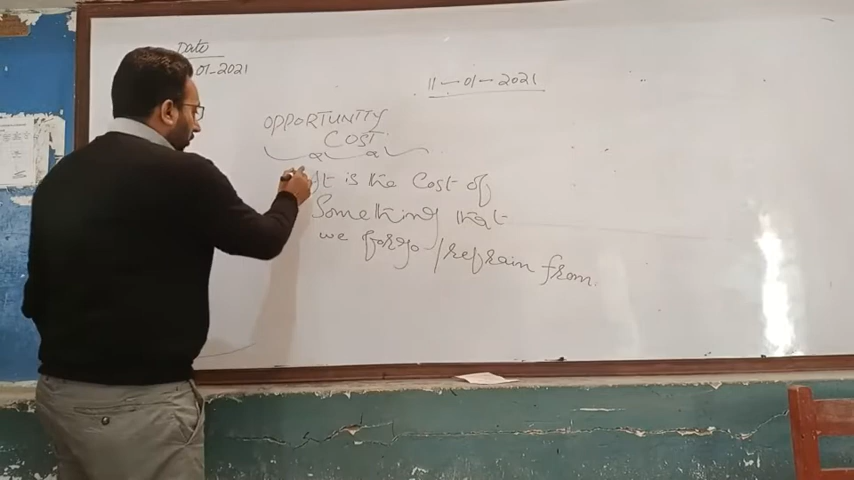 Date
01-2021
11-01-2021
OPPORTUNITY
COST
It is the Cost of
Something that
we forgo/refrain from.